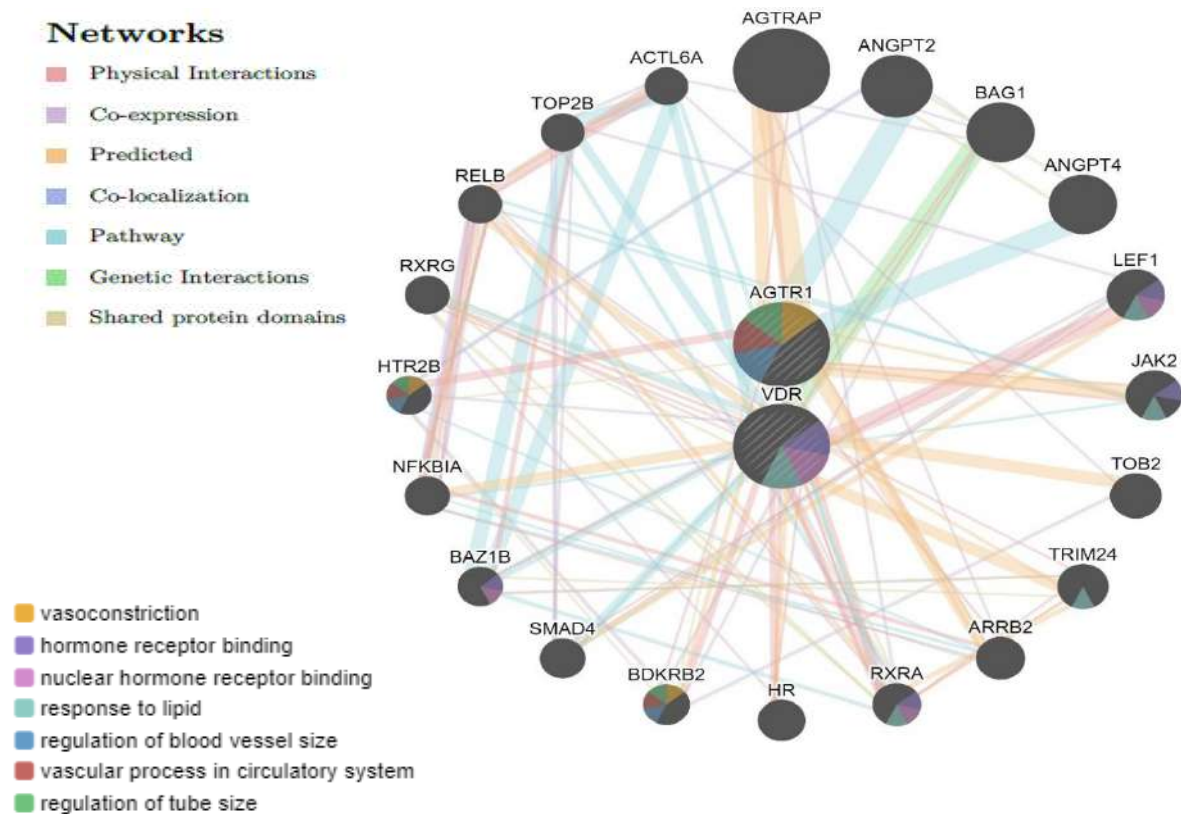 Networks
Physical Interactions
Co-expression
Predicted
Co-localization
Pathway
Genetic Interactions
Shared protein domains
AGTRAP
ANGPT2
ACTL6A
BAG1
TOP2B
ANGPT4
RELB
LEF1
RXRG
AGTR1
JAK2
HTR2B
VDR
TOB2
NFKBIA
TRIM24
BAZ1B
ARRB2
SMAD4
RXRA
BDKRB2
HR
vasoconstriction
hormone receptor binding
nuclear hormone receptor binding
response to lipid
regulation of blood vessel size
vascular process in circulatory system
regulation of tube size